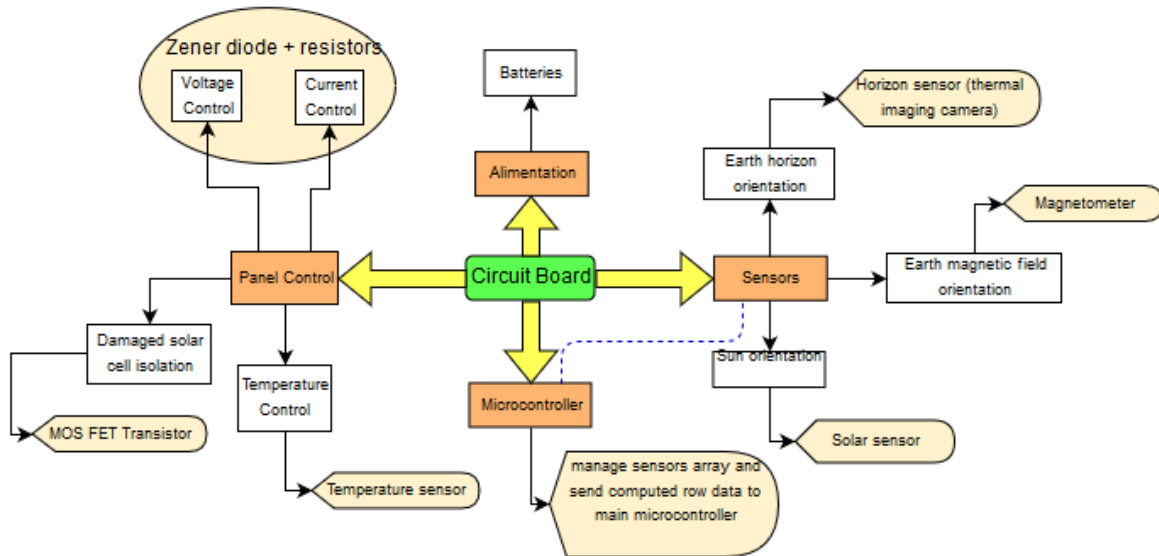 Zener diode + resistors
Voltage
Control
Current
Control
Batteries
Horizon sensor (thermal
imaging camera)
Alimentation
Earth horizon
orientation
Magnetometer
Panel Control
Circuit Board
Sensors
Earth magnetic field
orientation
Damaged solar
cell isolation
Sun orientation
Temperature
Control
Microcontroller
MOS FET Transistor
Solar sensor
Temperature sensor
manage sensors array and
send computed row data to
main microcontroller